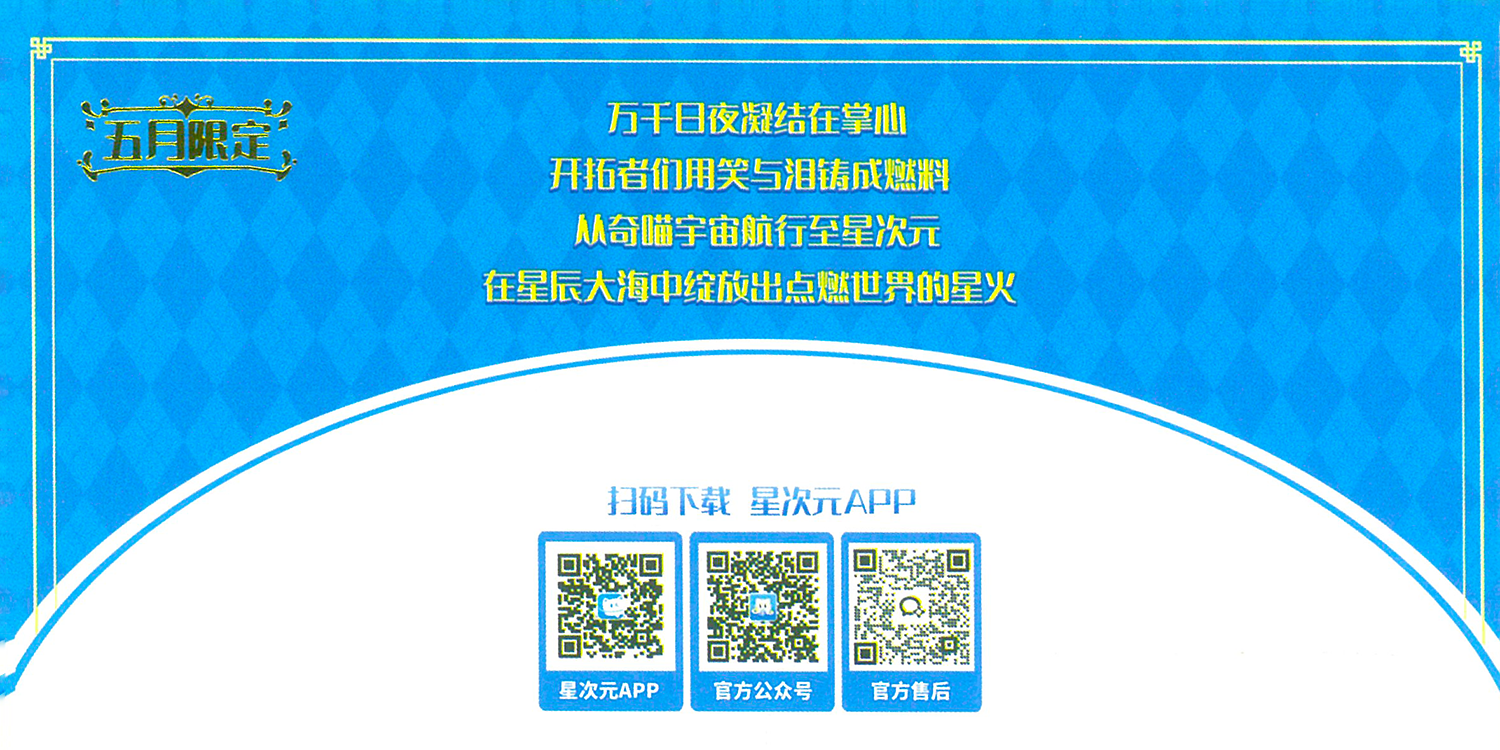 五月限定
万千日夜凝结在掌心
开拓者们用笑与泪铸成燃料
从奇喵宇宙航行至星次元
在星辰大海中绽放出点燃世界的星火
扫码下载 星次元APP
星次元APP
官方公众号
官方售后